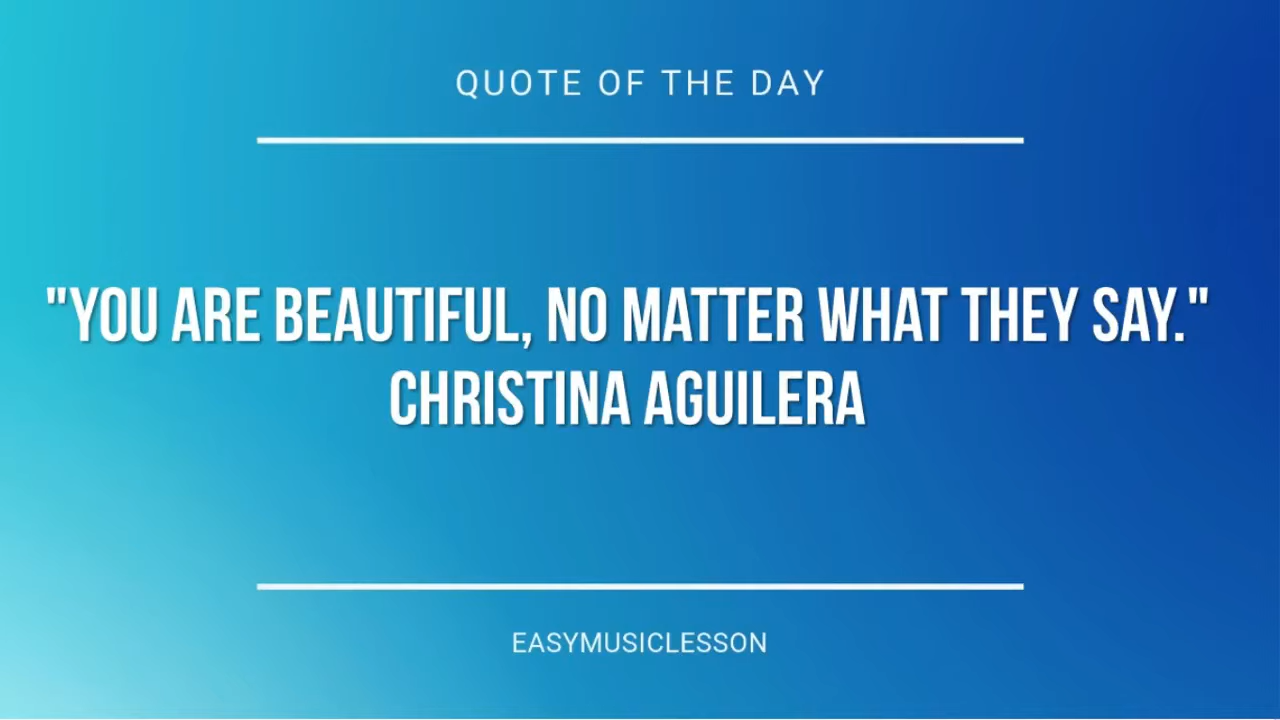 QUOTE OF THE DAY
"YOU ARE BEAUTIFUL, NO MATTER WHAT THEY SAY."
CHRISTINA AGUILERA
EASYMUSICLESSON